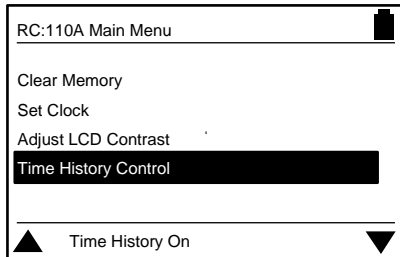 RC:110A Main Menu
Clear Memory
Set Clock
Adjust LCD Contrast
Time History Control
Time History On